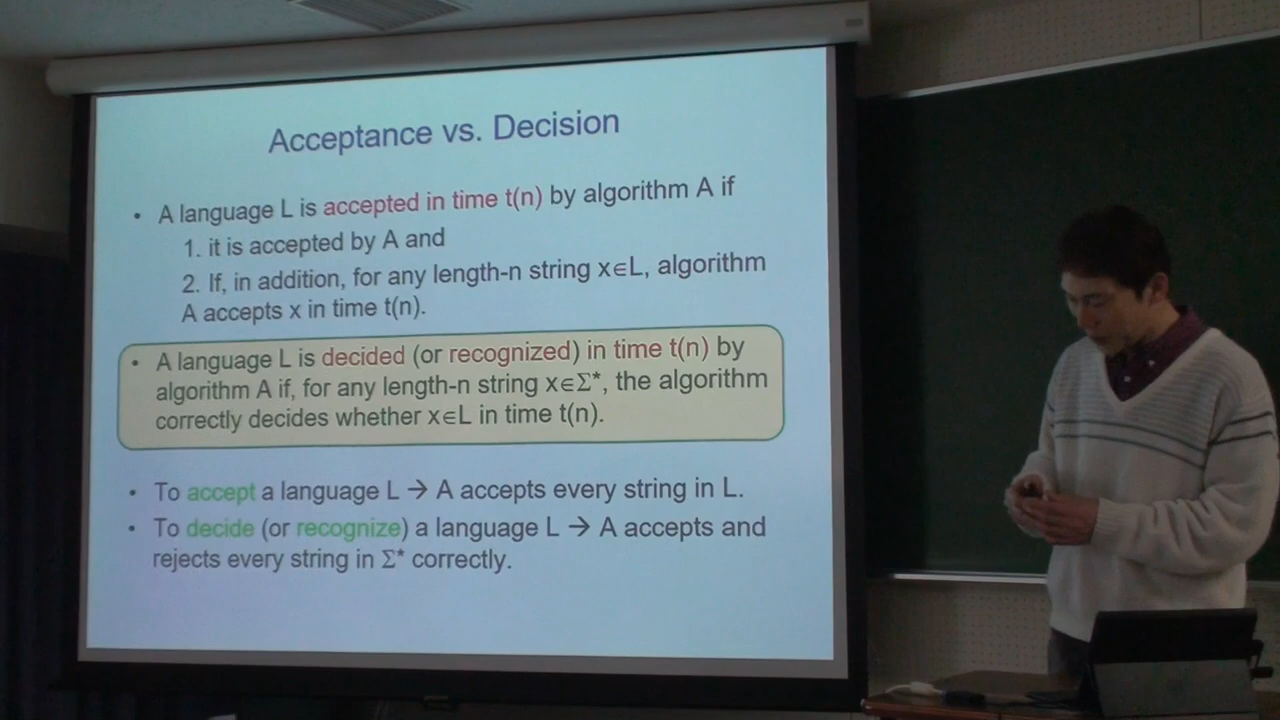 Acceptance vs. Decision
• A language L is accepted in time t(n) by algorithm A if
1. it is accepted by A and
2. If, in addition, for any length-n string x∈L, algorithm
A accepts x in time t(n).
• A language L is decided (or recognized) in time t(n) by
algorithm A if, for any length-n string x∈Σ*, the algorithm
correctly decides whether x∈L in time t(n).
• To accept a language L → A accepts every string in L.
• To decide (or recognize) a language L → A accepts and
rejects every string in Σ* correctly.